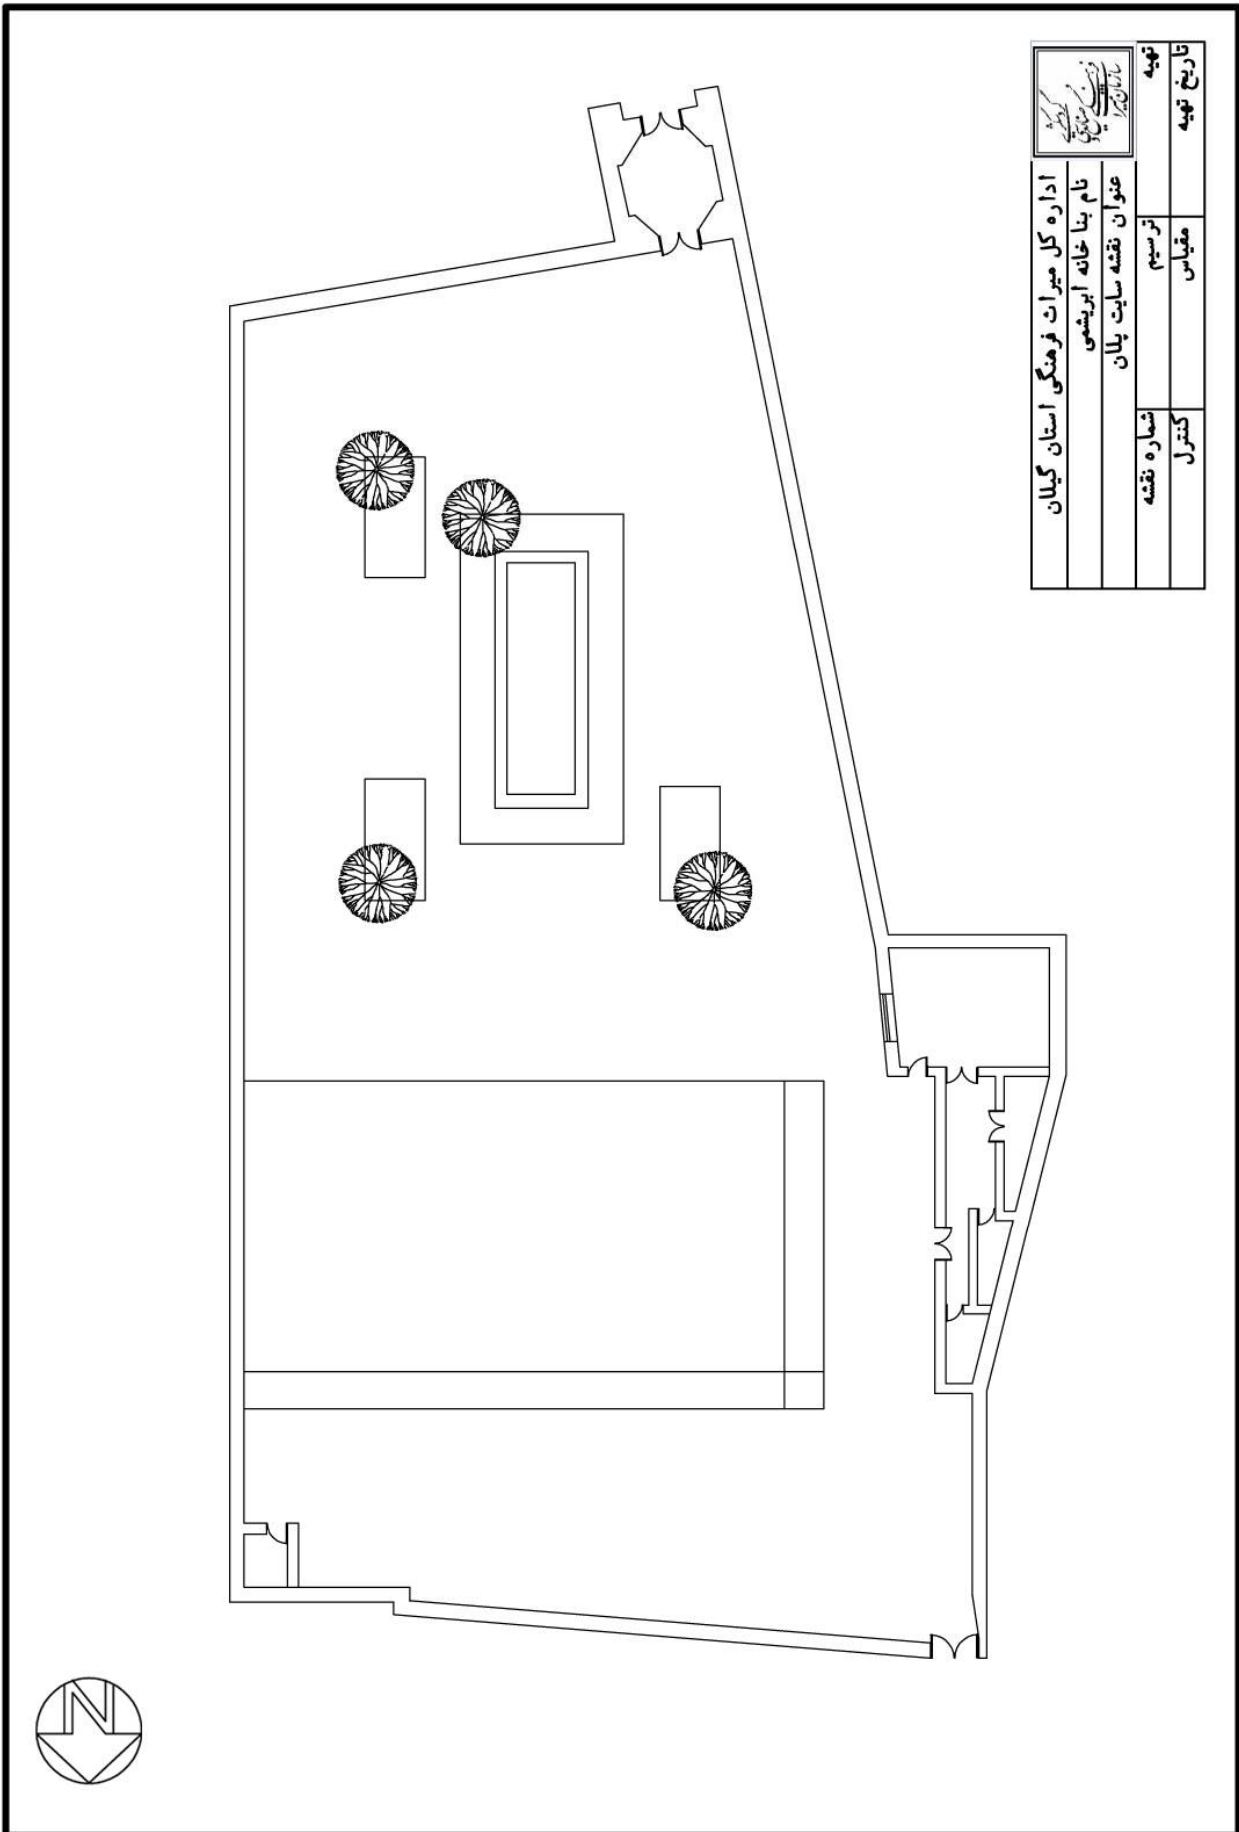 اداره کل میراث فرهنگی استان گیلان
نام بنا خانه ابریشمی
عنوان نقشه سایت پلان
تهیه
ترسیم
شماره نقشه
تاریخ تهیه
مقیاس
کنترل
N